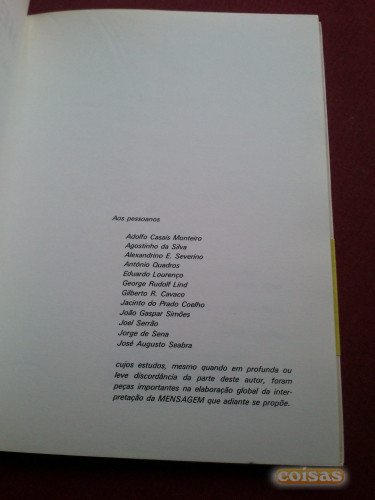 Aos pessoanos
Adolfo Casais Monteiro
Agostinho da Silva
Alexandrino E. Severino
António Quadros
Eduardo Lourenço
George Rudolf Lind
Gilberto R. Cavaco
Jacinto do Prado Coelho
João Gaspar Simões
Joel Serrão
Jorge de Sena
José Augusto Seabra
cujos estudos, mesmo quando em profunda ou
leve discordância da parte deste autor, foram
peças importantes na elaboração global da inter-
pretação da MENSAGEM que adiante se propõe.
coisas